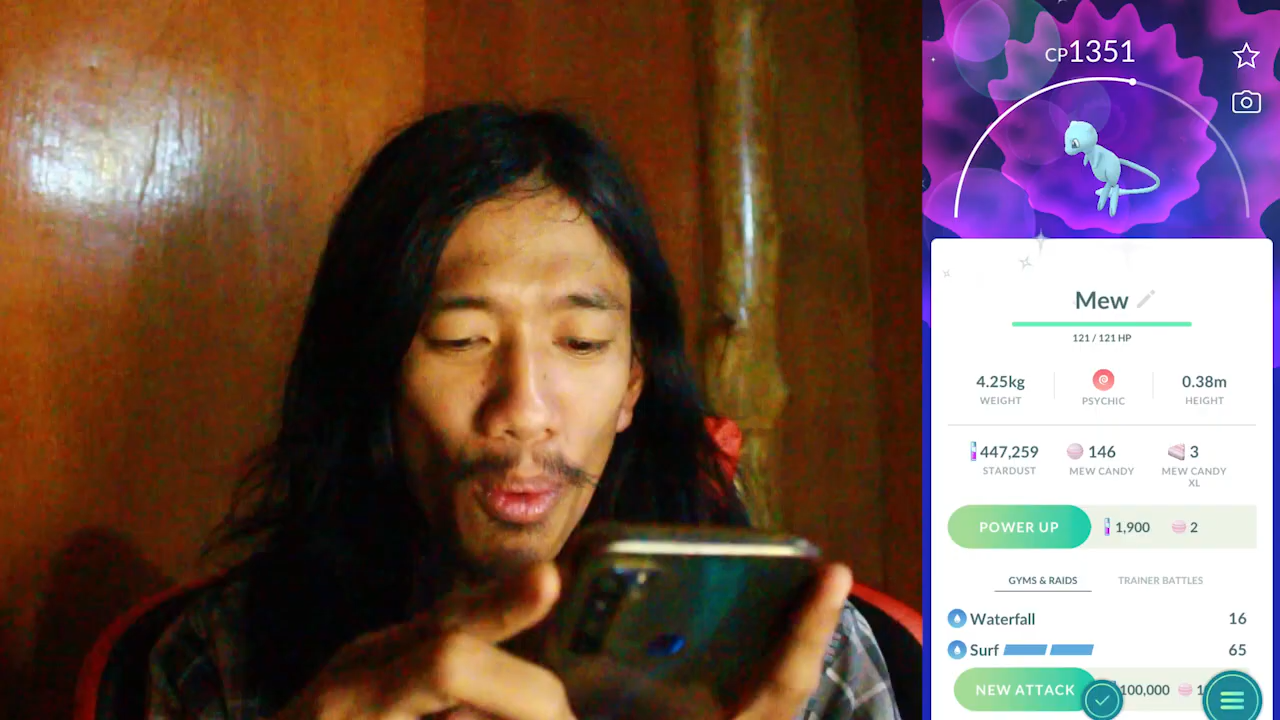 CP1351
Mew
121 / 121 HP
4.25kg
WEIGHT
PSYCHIC
0.38m
HEIGHT
447,259
STARDUST
146
MEW CANDY
3
MEW CANDY
XL
POWER UP
1,900
2
GYMS & RAIDS
TRAINER BATTLES
Waterfall
16
Surf
65
NEW ATTACK
100,000